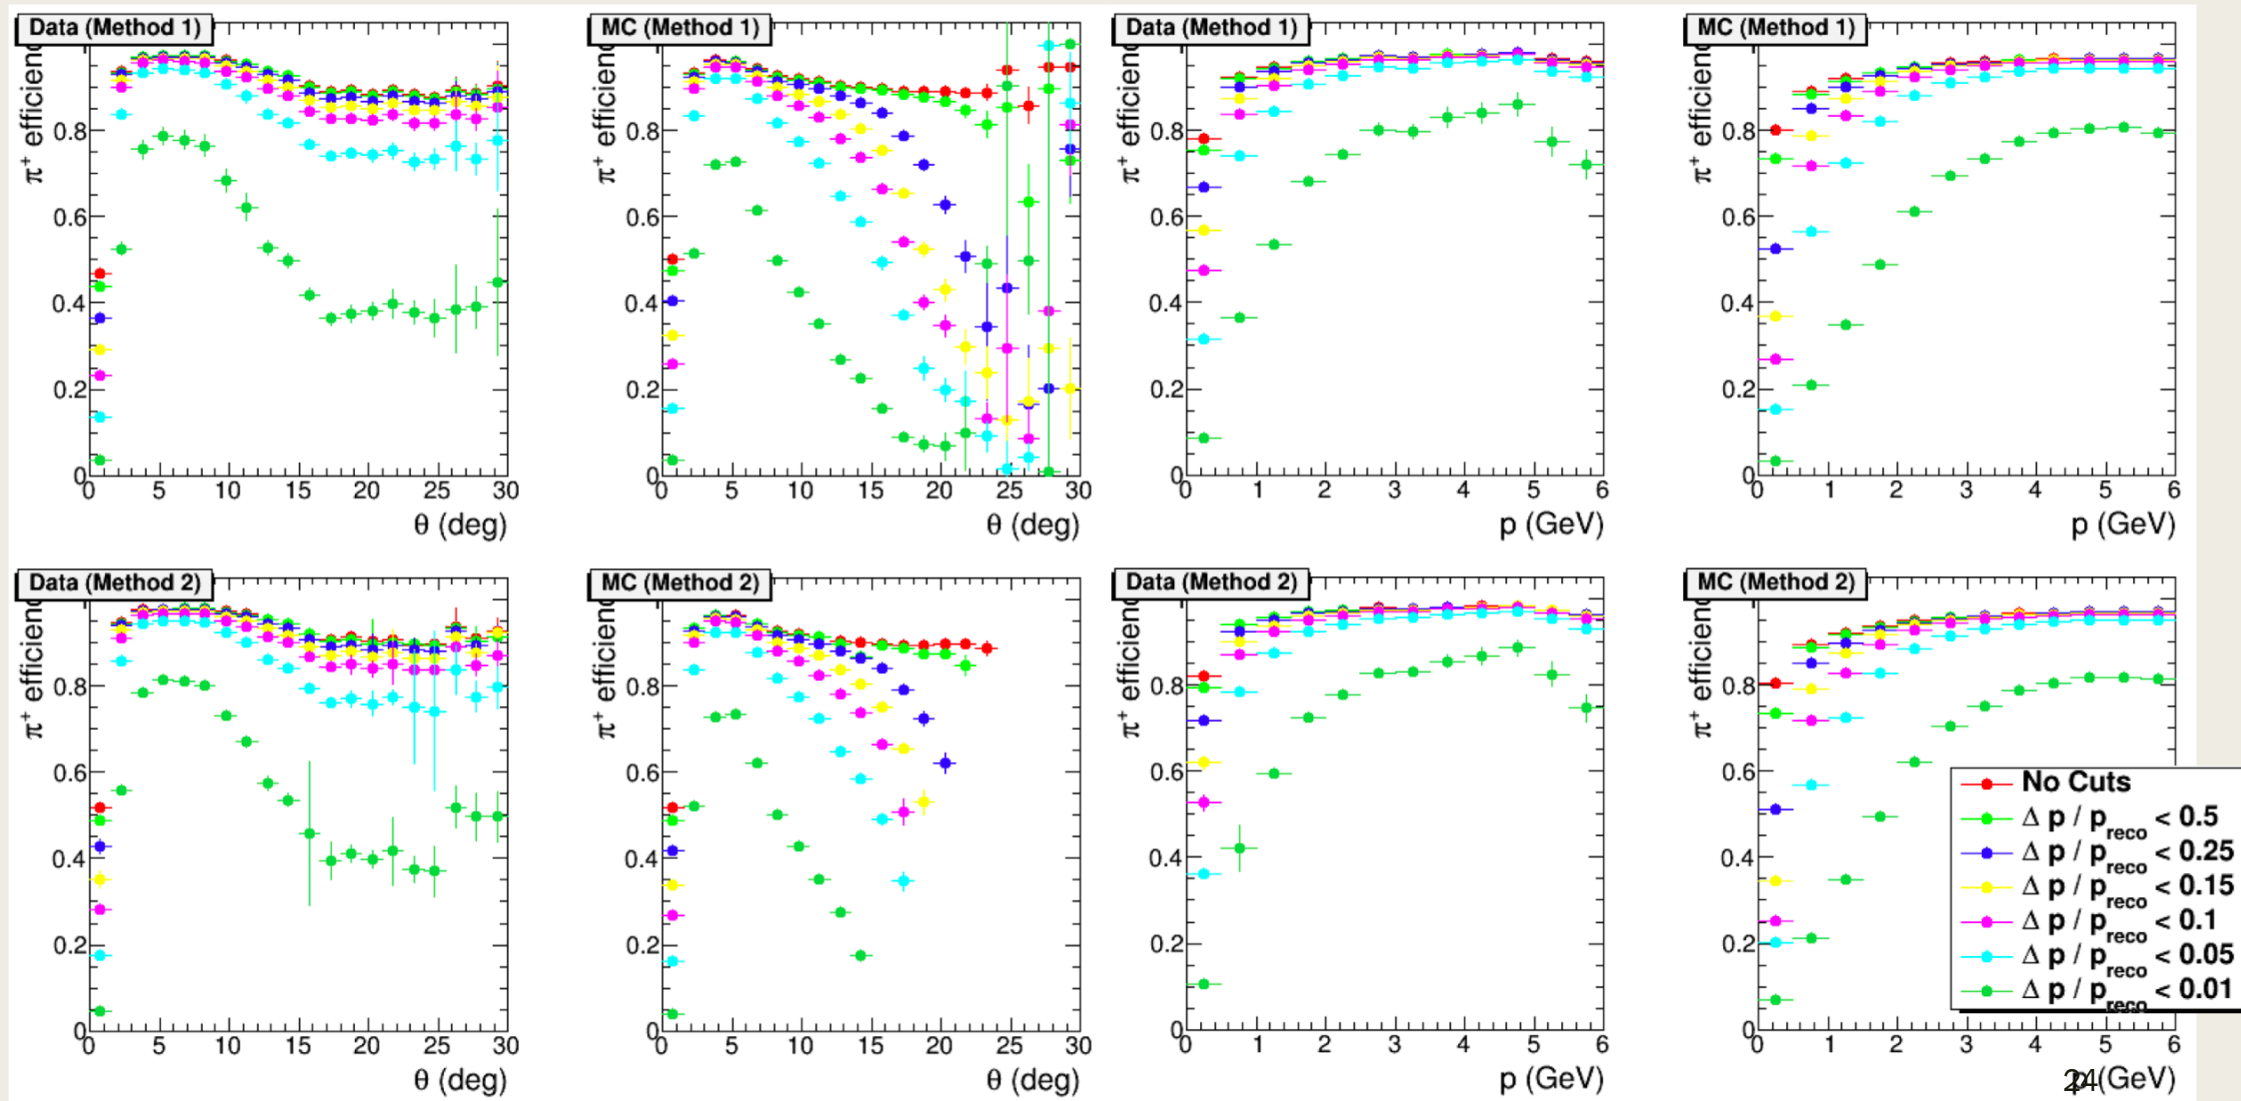 Data (Method 1)
π⁺ efficienc
0.8
0.6
0.4
0.2
0
0 5 10 15 20 25 30
θ (deg)
MC (Method 1)
π⁺ efficienc
0.8
0.6
0.4
0.2
0
0 5 10 15 20 25 30
θ (deg)
Data (Method 1)
π⁺ efficienc
0.8
0.6
0.4
0.2
0
0 1 2 3 4 5 6
p (GeV)
MC (Method 1)
π⁺ efficienc
0.8
0.6
0.4
0.2
0
0 1 2 3 4 5 6
p (GeV)
Data (Method 2)
π⁺ efficienc
0.8
0.6
0.4
0.2
0
0 5 10 15 20 25 30
θ (deg)
MC (Method 2)
π⁺ efficienc
0.8
0.6
0.4
0.2
0
0 5 10 15 20 25 30
θ (deg)
Data (Method 2)
π⁺ efficienc
0.8
0.6
0.4
0.2
0
0 1 2 3 4 5 6
p (GeV)
MC (Method 2)
π⁺ efficienc
0.8
0.6
0.4
0.2
0
0 1 2 3 4 5 6
p (GeV)
No Cuts
Δ p / p_reco < 0.5
Δ p / p_reco < 0.25
Δ p / p_reco < 0.15
Δ p / p_reco < 0.1
Δ p / p_reco < 0.05
Δ p / p_reco < 0.01
24